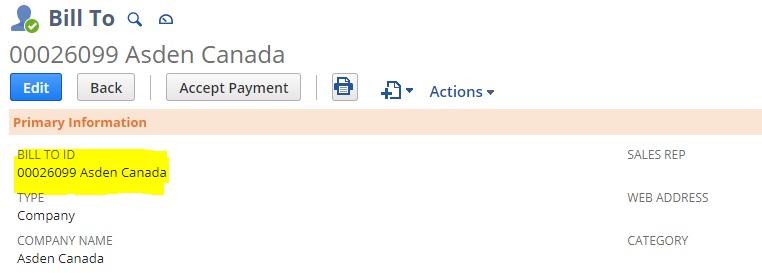 Bill To
00026099 Asden Canada
Edit Back Accept Payment Actions
Primary Information
BILL TO ID SALES REP
00026099 Asden Canada
TYPE WEB ADDRESS
Company
COMPANY NAME CATEGORY
Asden Canada